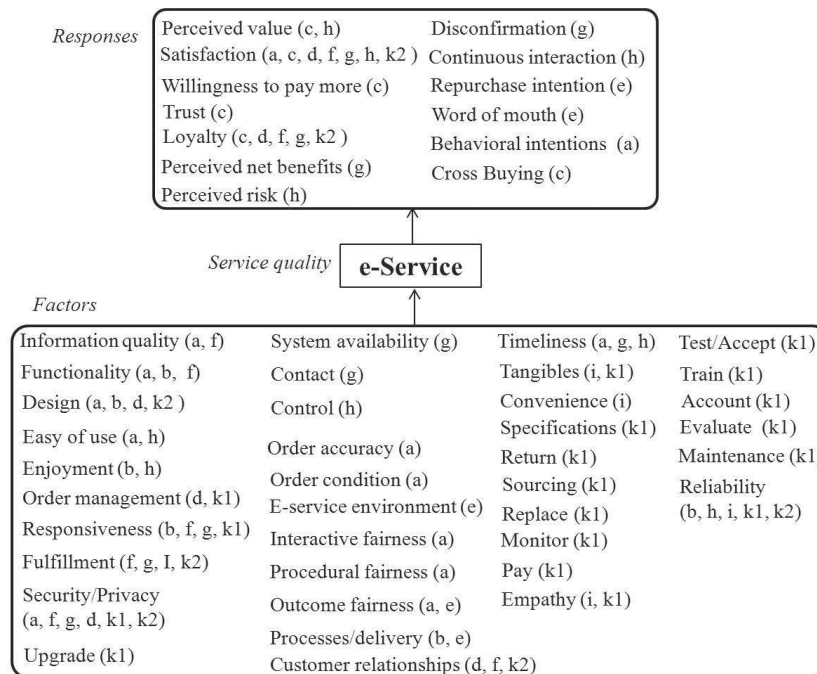 Responses
Perceived value (c, h)
Satisfaction (a, c, d, f, g, h, k2 )
Willingness to pay more (c)
Trust (c)
Loyalty (c, d, f, g, k2 )
Perceived net benefits (g)
Perceived risk (h)
Disconfirmation (g)
Continuous interaction (h)
Repurchase intention (e)
Word of mouth (e)
Behavioral intentions (a)
Cross Buying (c)
Service quality
e-Service
Factors
Information quality (a, f)
Functionality (a, b, f)
Design (a, b, d, k2 )
Easy of use (a, h)
Enjoyment (b, h)
Order management (d, k1)
Responsiveness (b, f, g, k1)
Fulfillment (f, g, I, k2)
Security/Privacy
(a, f, g, d, k1, k2)
Upgrade (k1)
System availability (g)
Contact (g)
Control (h)
Order accuracy (a)
Order condition (a)
E-service environment (e)
Interactive fairness (a)
Procedural fairness (a)
Outcome fairness (a, e)
Processes/delivery (b, e)
Customer relationships (d, f, k2)
Timeliness (a, g, h)
Tangibles (i, k1)
Convenience (i)
Specifications (k1)
Return (k1)
Sourcing (k1)
Replace (k1)
Monitor (k1)
Pay (k1)
Empathy (i, k1)
Test/Accept (k1)
Train (k1)
Account (k1)
Evaluate (k1)
Maintenance (k1
Reliability
(b, h, i, k1, k2)